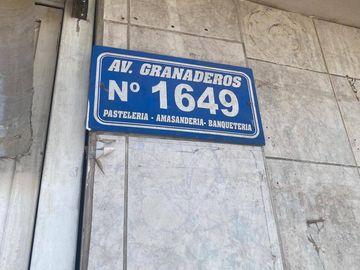 AV. GRANADEROS
Nº 1649
PASTELERIA - AMASANDERIA- BANQUETERIA